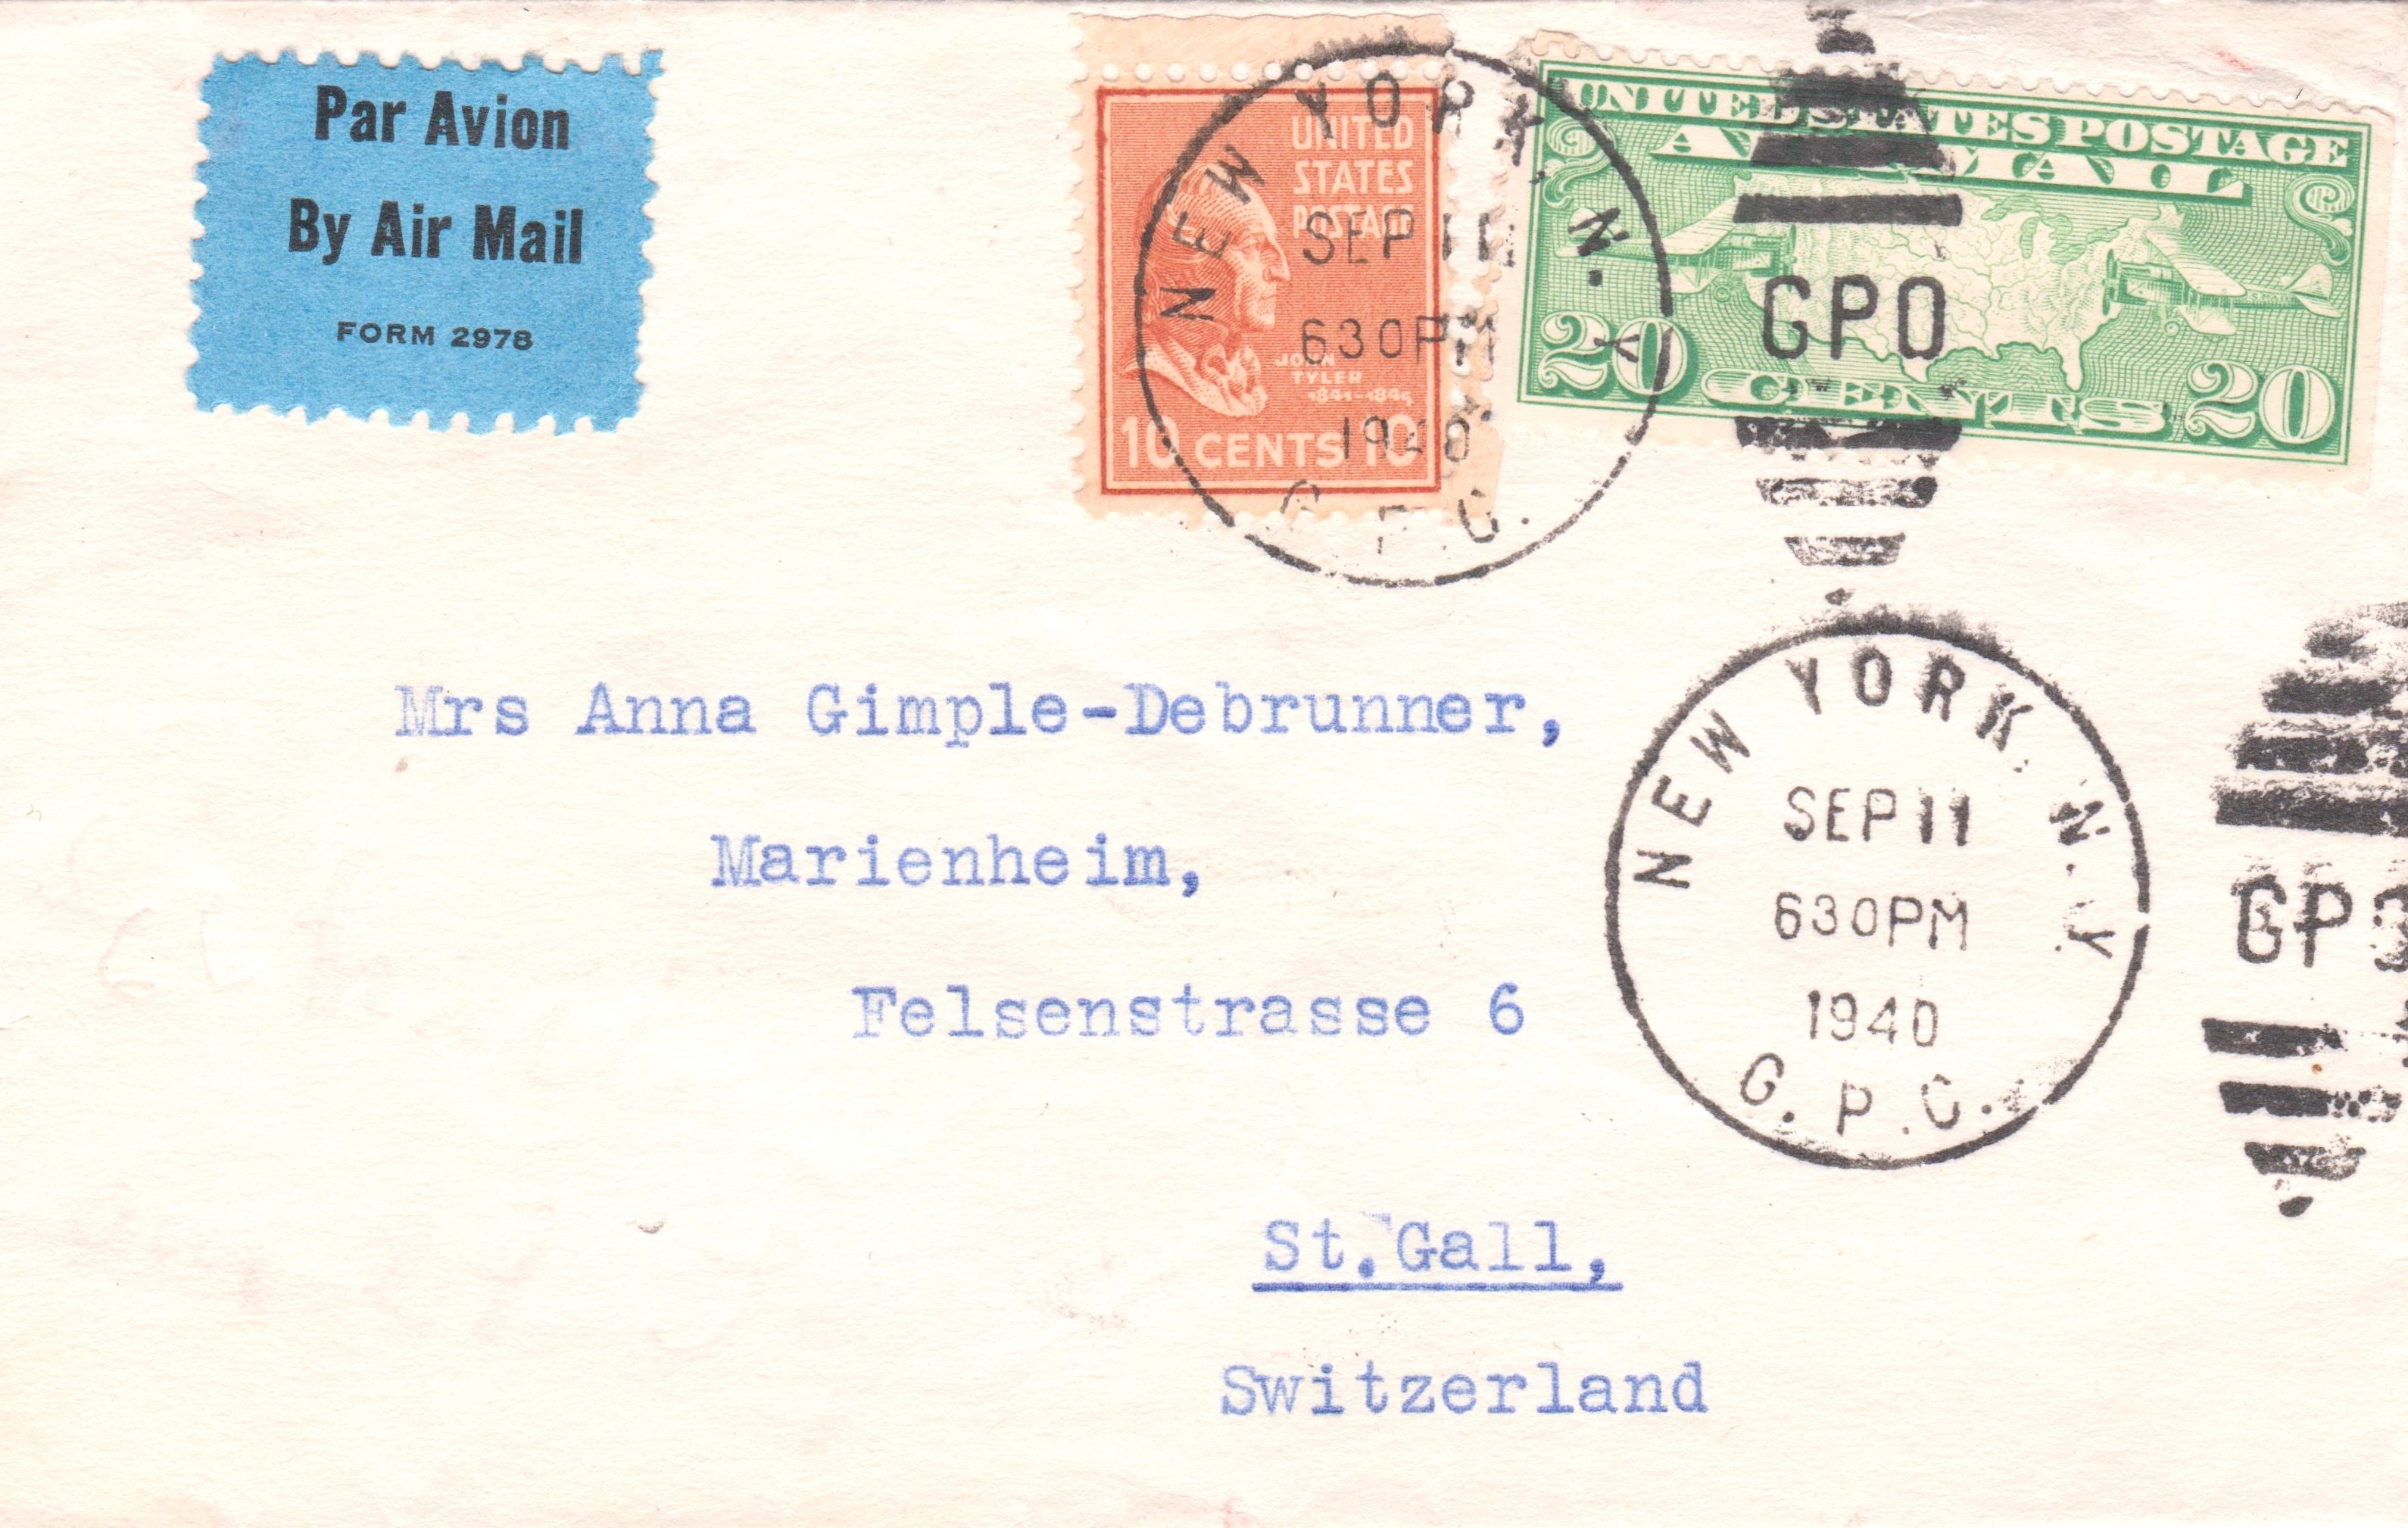 Par Avion
By Air Mail
FORM 2978
UNITED
STATES
POSTAGE
JOHN
TYLER
1841-1845
10 CENTS 10
NEW YORK, N.Y.
SEP 11
630PM
1940
G.P.O.
UNITED STATES POSTAGE
AIR MAIL
20 CENTS 20
GPO
Mrs Anna Gimple-Debrunner,
Marienheim,
Felsenstrasse 6
St.Gall,
Switzerland
NEW YORK, N.Y.
SEP 11
630PM
1940
G.P.O.
GPO